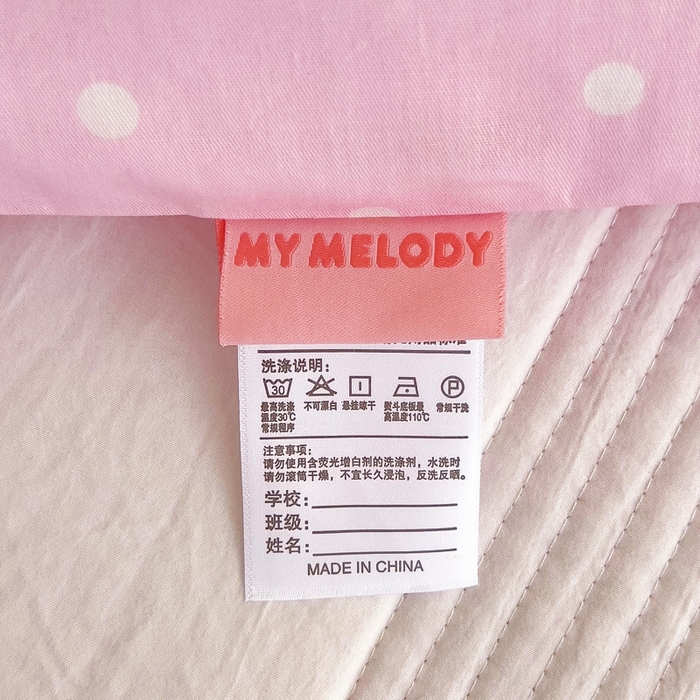 MY MELODY
洗涤说明:
30
最高洗涤 不可漂白 悬挂晾干 熨斗底板最 常规干洗
温度30℃ 高温度110℃
常规程序
P
注意事项:
请勿使用含荧光增白剂的洗涤剂，水洗时
请勿滚筒干燥，不宜长久浸泡，反洗反晒。
学校:
班级:
姓名:
MADE IN CHINA